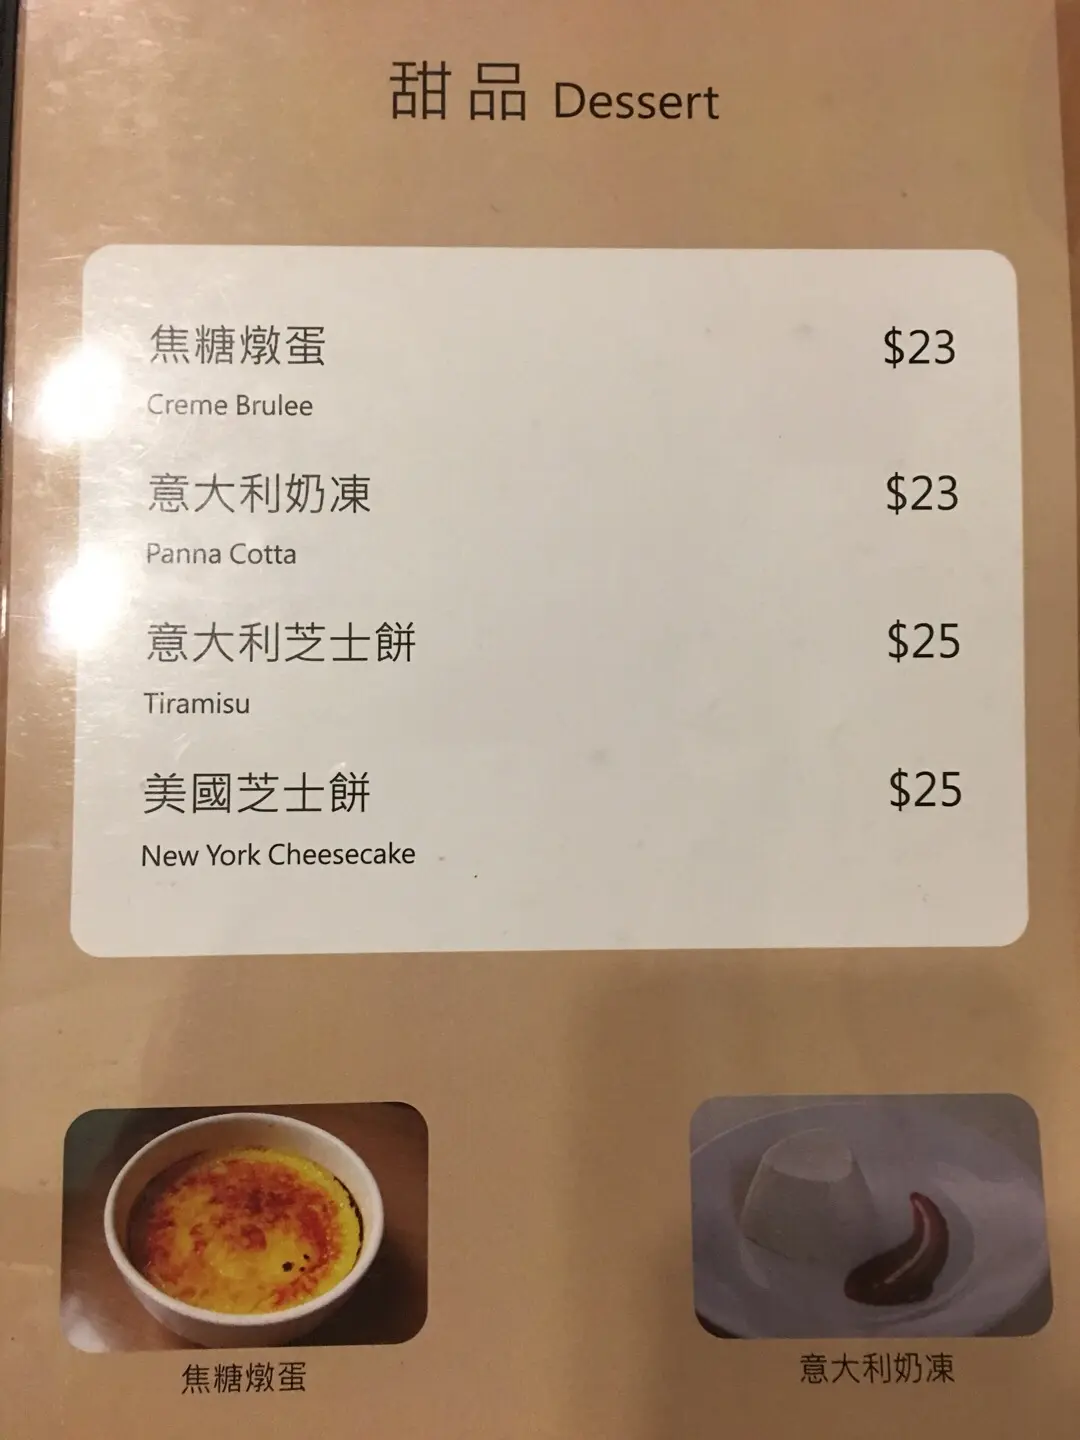 甜品 Dessert
焦糖燉蛋 $23
Creme Brulee
意大利奶凍 $23
Panna Cotta
意大利芝士餅 $25
Tiramisu
美國芝士餅 $25
New York Cheesecake
焦糖燉蛋
意大利奶凍